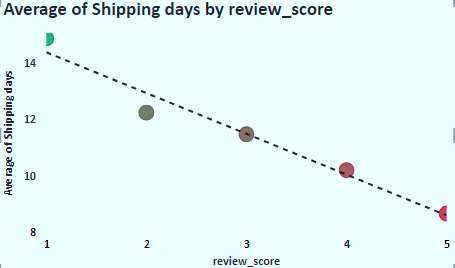 Average of Shipping days by review_score
Average of Shipping days
14
12
10
8
1 2 3 4 5
review_score